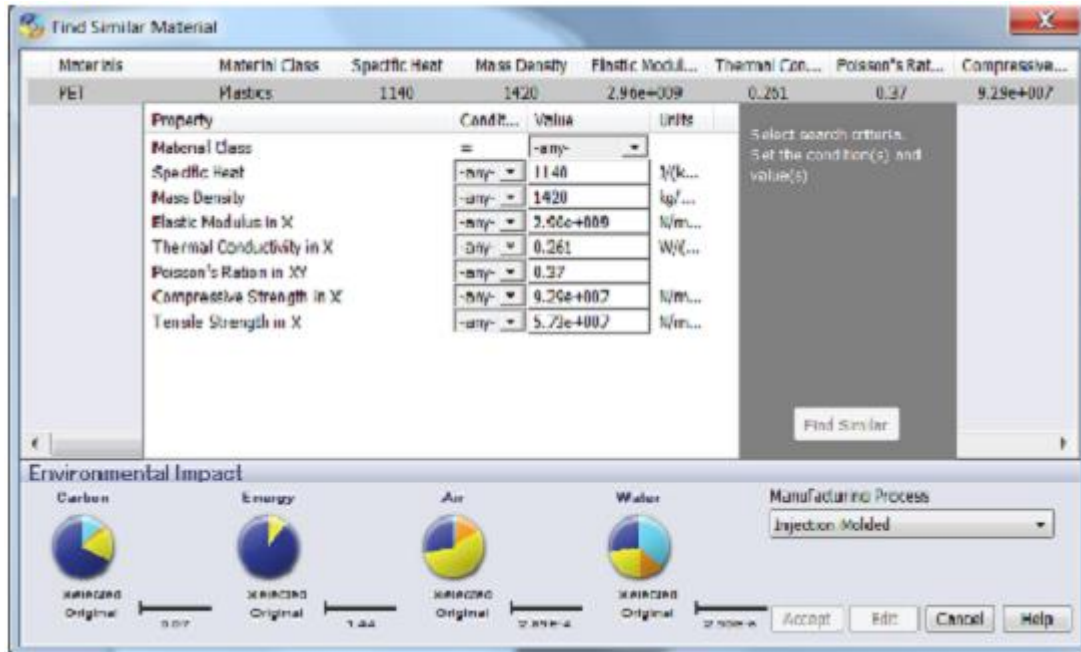 Find Similar Material
Materials Material Class Specific Heat Mass Density Elastic Modul... Thermal Con... Poisson's Rat... Compressive...
PET Plastics 1140 1420 2.96e+009 0.261 0.37 9.29e+007
Property Condit... Value Units
Material Class = -any-
Specific Heat -any- 1140 J/(k...
Mass Density -any- 1420 kg/...
Elastic Modulus in X -any- 2.96e+009 N/m...
Thermal Conductivity in X -any- 0.261 W/(...
Poisson's Ration in XY -any- 0.37
Compressive Strength in X -any- 9.29e+007 N/m...
Tensile Strength in X -any- 5.73e+007 N/m...
Select search criteria.
Set the condition(s) and
value(s)
Find Similar
Environmental Impact
Carbon Energy Air Water Manufacturing Process
Injection Molded
Selected Selected Selected Selected
Original Original Original Original
0.07 1.44
Accept Edit Cancel Help